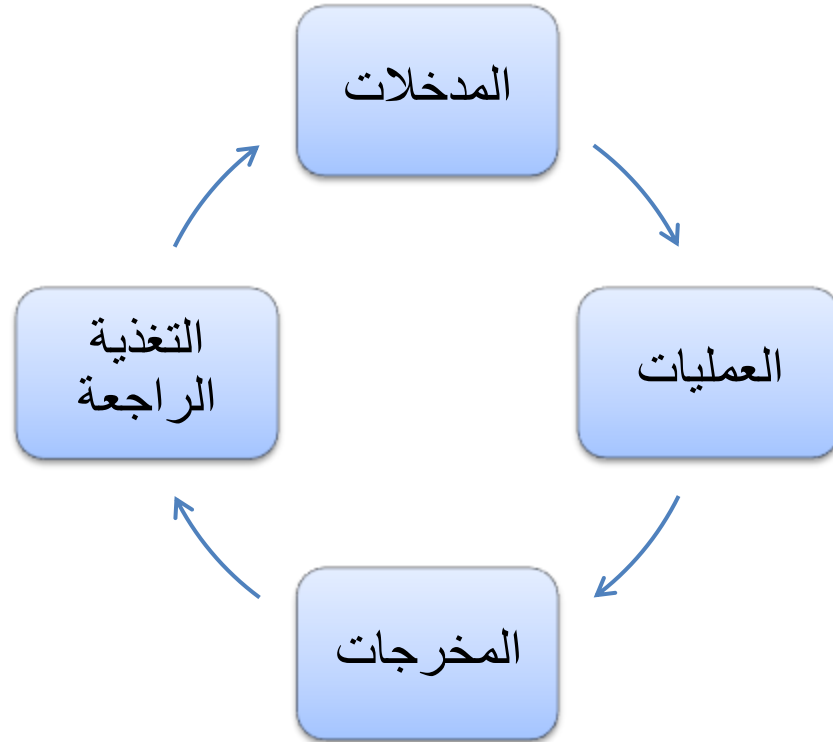 المدخلات
العمليات
المخرجات
التغذية
الراجعة